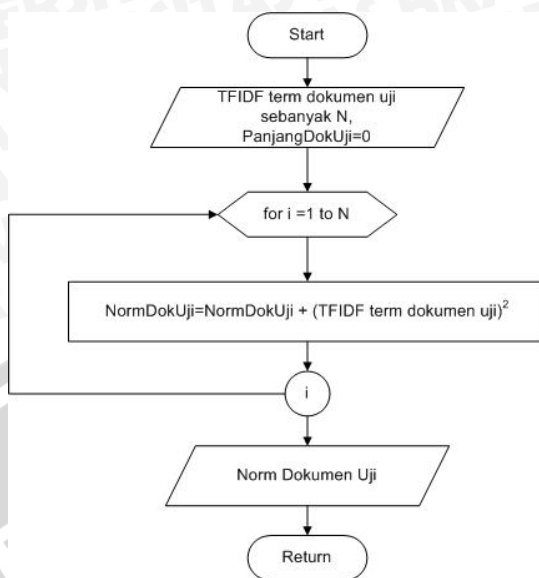 Start
TFIDF term dokumen uji
sebanyak N,
PanjangDokUji=0
for i =1 to N
NormDokUji=NormDokUji + (TFIDF term dokumen uji)²
i
Norm Dokumen Uji
Return